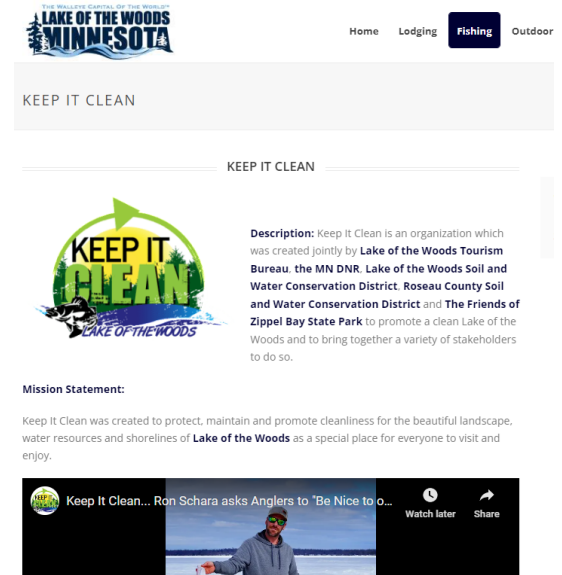 THE WALLEYE CAPITAL OF THE WORLD™
LAKE OF THE WOODS
MINNESOTA
Home Lodging Fishing Outdoor
KEEP IT CLEAN
KEEP IT CLEAN
KEEP IT
CLEAN
LAKE OF THE WOODS
Description: Keep It Clean is an organization which
was created jointly by Lake of the Woods Tourism
Bureau, the MN DNR, Lake of the Woods Soil and
Water Conservation District, Roseau County Soil
and Water Conservation District and The Friends of
Zippel Bay State Park to promote a clean Lake of the
Woods and to bring together a variety of stakeholders
to do so.
Mission Statement:
Keep It Clean was created to protect, maintain and promote cleanliness for the beautiful landscape,
water resources and shorelines of Lake of the Woods as a special place for everyone to visit and
enjoy.
KEEP IT
CLEAN
Keep It Clean... Ron Schara asks Anglers to "Be Nice to o...
Watch later Share